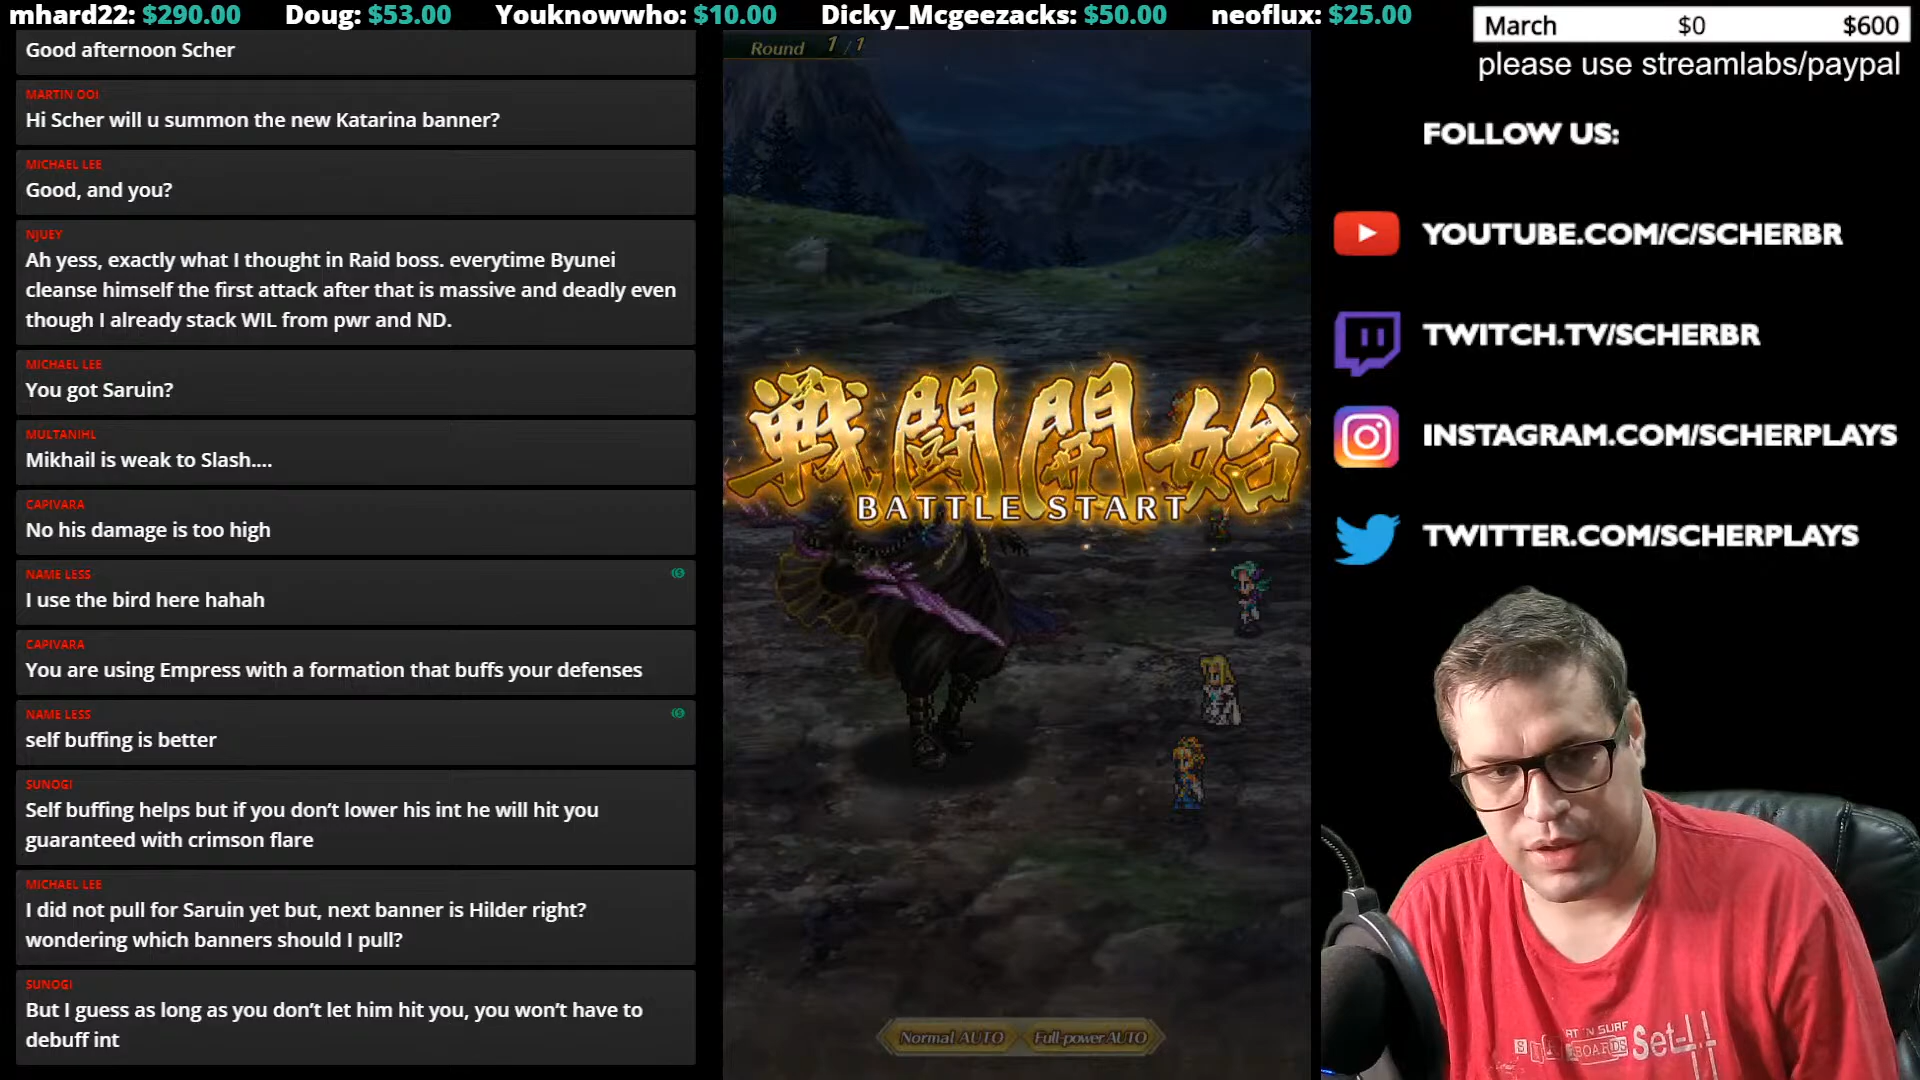 mhard22: $290.00 Doug: $53.00 Youknowwho: $10.00 Dicky_Mcgeezacks: $50.00 neoflux: $25.00
Good afternoon Scher
MARTIN OOI
Hi Scher will u summon the new Katarina banner?
MICHAEL LEE
Good, and you?
NJUEY
Ah yess, exactly what I thought in Raid boss. everytime Byunei
cleanse himself the first attack after that is massive and deadly even
though I already stack WIL from pwr and ND.
MICHAEL LEE
You got Saruin?
MULTANIHL
Mikhail is weak to Slash....
CAPIVARA
No his damage is too high
NAME LESS
I use the bird here hahah
CAPIVARA
You are using Empress with a formation that buffs your defenses
NAME LESS
self buffing is better
SUNOGI
Self buffing helps but if you don't lower his int he will hit you
guaranteed with crimson flare
MICHAEL LEE
I did not pull for Saruin yet but, next banner is Hilder right?
wondering which banners should I pull?
SUNOGI
But I guess as long as you don't let him hit you, you won't have to
debuff int
Round 1/1
戦闘開始
BATTLE START
Normal AUTO Full-power AUTO
March $0 $600
please use streamlabs/paypal
FOLLOW US:
YOUTUBE.COM/C/SCHERBR
TWITCH.TV/SCHERBR
INSTAGRAM.COM/SCHERPLAYS
TWITTER.COM/SCHERPLAYS
Set-!!